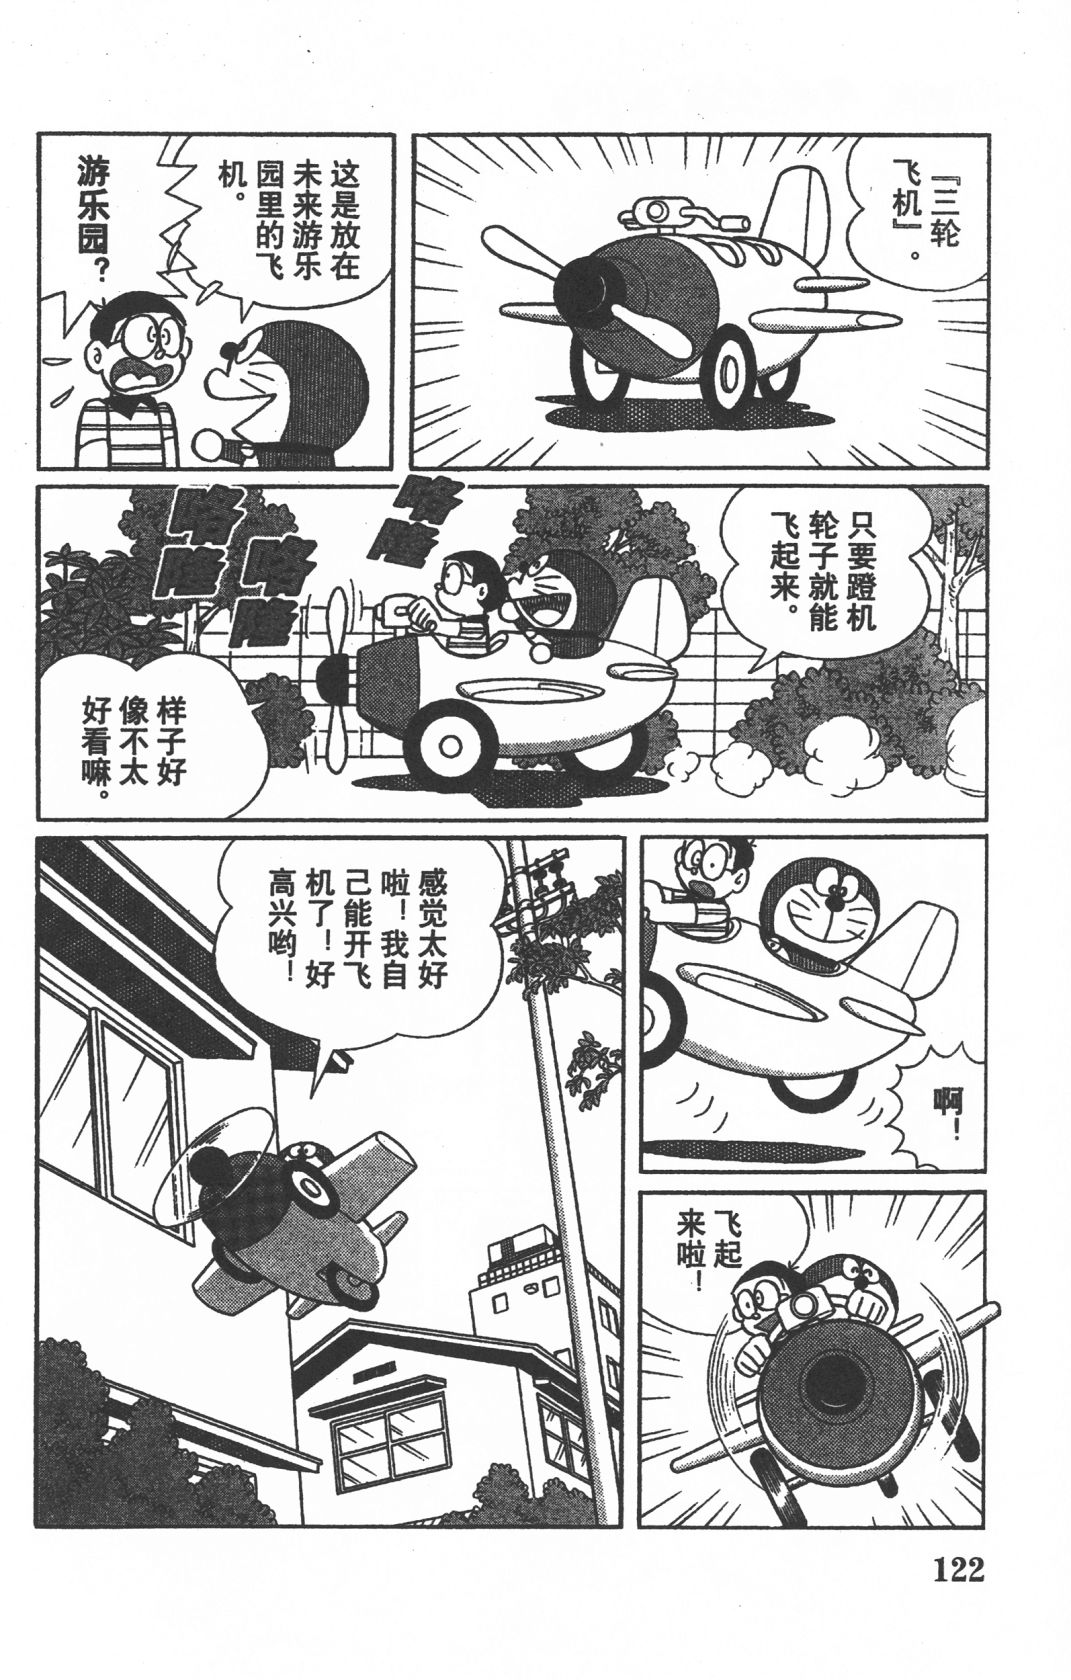 『三轮
飞机』。
这是放在
未来游乐
园里的飞
机。
游乐园？
只要蹬机
轮子就能
飞起来。
咯
隆
咯
隆
咯
隆
样子好
像不太
好看嘛。
啊！
飞起
来啦！
感觉太好
啦！我自
己能开飞
机了！好
高兴哟！
122